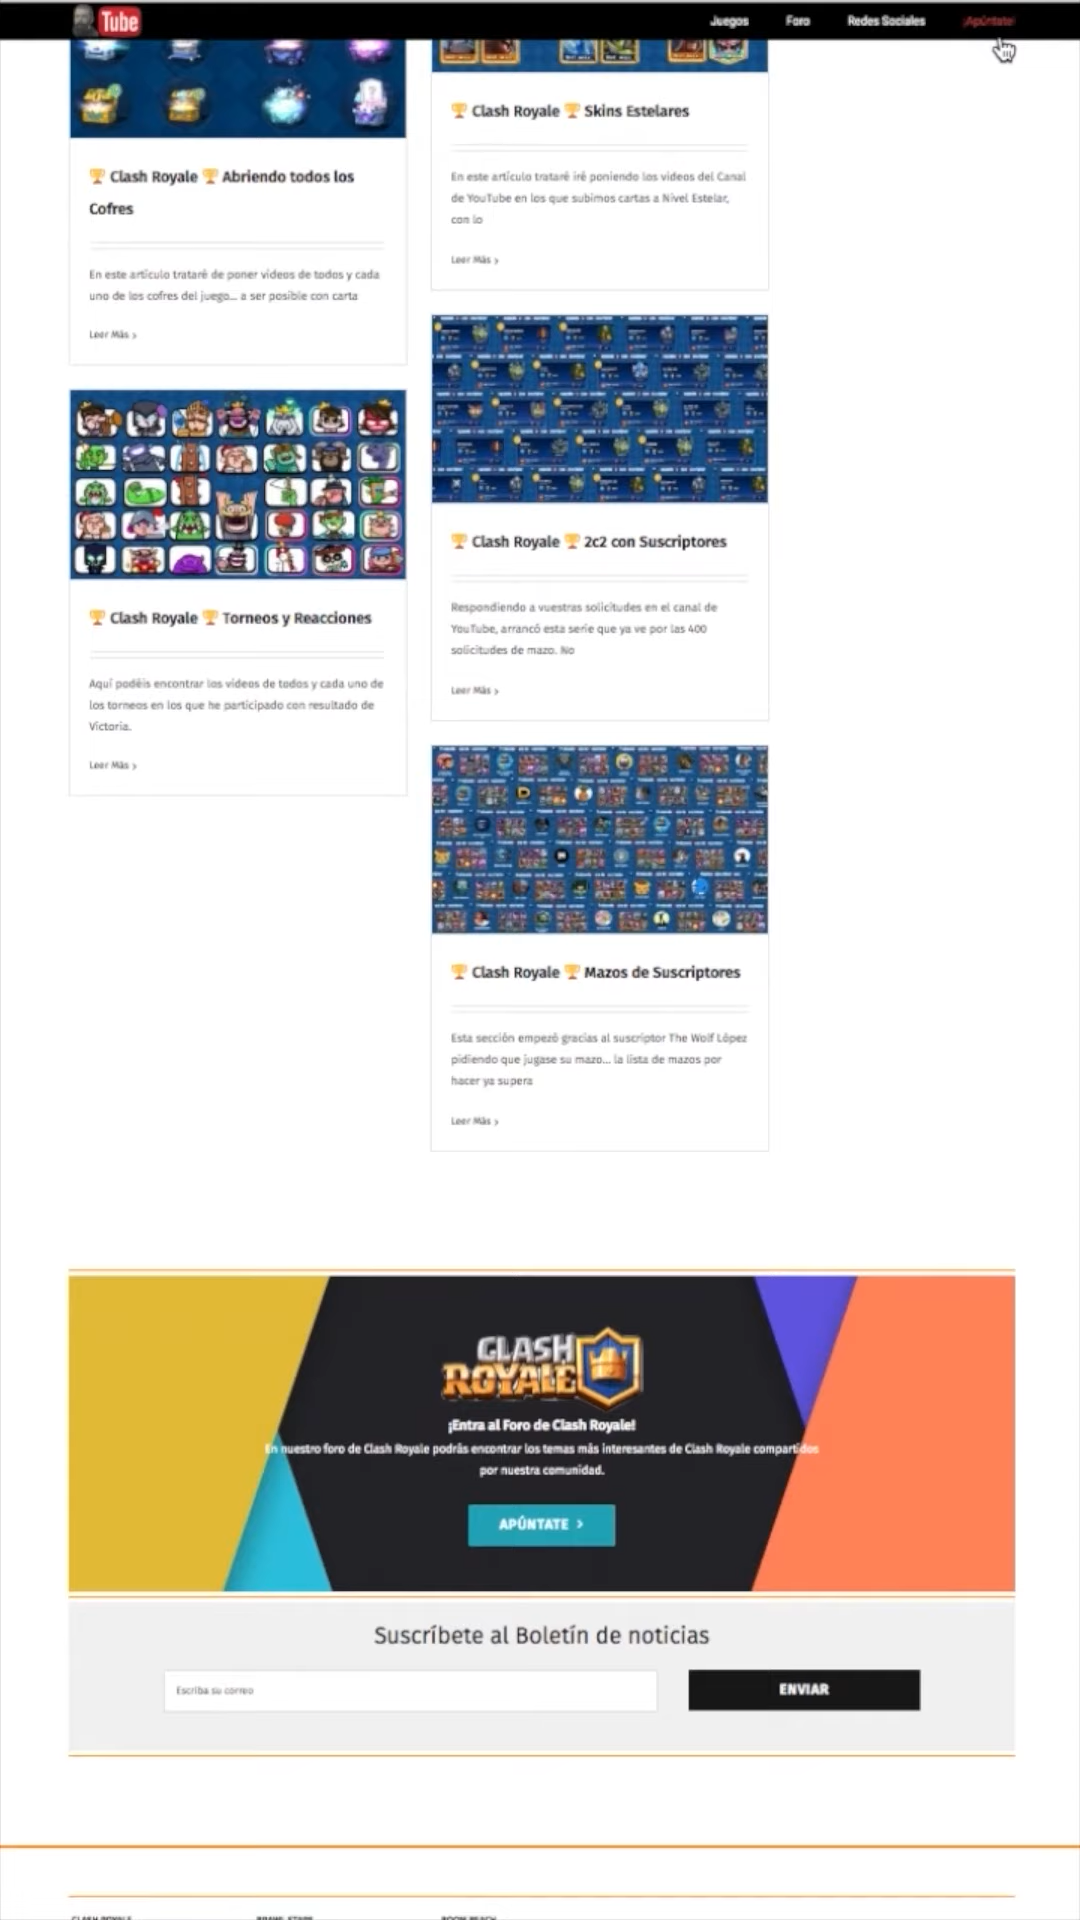 Tube
Juegos
Foro
Redes Sociales
¡Apúntate!
🏆 Clash Royale 🏆 Abriendo todos los
Cofres
En este artículo trataré de poner videos de todos y cada
uno de los cofres del juego... a ser posible con carta
Leer Más >
🏆 Clash Royale 🏆 Torneos y Reacciones
Aquí podéis encontrar los videos de todos y cada uno de
los torneos en los que he participado con resultado de
Victoria.
Leer Más >
🏆 Clash Royale 🏆 Skins Estelares
En este artículo trataré iré poniendo los videos del Canal
de YouTube en los que subimos cartas a Nivel Estelar,
con lo
Leer Más >
🏆 Clash Royale 🏆 2c2 con Suscriptores
Respondiendo a vuestras solicitudes en el canal de
YouTube, arrancó esta serie que ya ve por las 400
solicitudes de mazo. No
Leer Más >
🏆 Clash Royale 🏆 Mazos de Suscriptores
Esta sección empezó gracias al suscriptor The Wolf López
pidiendo que jugase su mazo... la lista de mazos por
hacer ya supera
Leer Más >
CLASH
ROYALE
¡Entra al Foro de Clash Royale!
En nuestro foro de Clash Royale podrás encontrar los temas más interesantes de Clash Royale compartidos
por nuestra comunidad.
APÚNTATE >
Suscríbete al Boletín de noticias
Escriba su correo
ENVIAR
CLASH ROYALE
BRAWL STARS
BOOM BEACH